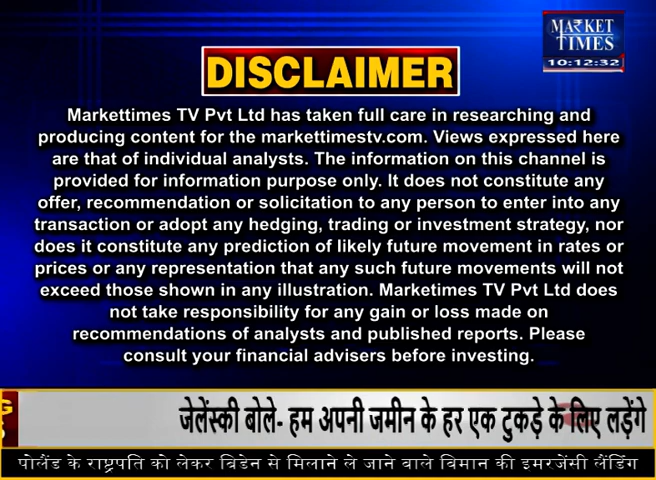 MARKET
TIMES
10:12:32
DISCLAIMER
Markettimes TV Pvt Ltd has taken full care in researching and
producing content for the markettimestv.com. Views expressed here
are that of individual analysts. The information on this channel is
provided for information purpose only. It does not constitute any
offer, recommendation or solicitation to any person to enter into any
transaction or adopt any hedging, trading or investment strategy, nor
does it constitute any prediction of likely future movement in rates or
prices or any representation that any such future movements will not
exceed those shown in any illustration. Marketimes TV Pvt Ltd does
not take responsibility for any gain or loss made on
recommendations of analysts and published reports. Please
consult your financial advisers before investing.
जेलेंस्की बोले- हम अपनी जमीन के हर एक टुकड़े के लिए लड़ेंगे
पोलैंड के राष्ट्रपति को लेकर बिडेन से मिलाने ले जाने वाले विमान की इमरजेंसी लैंडिंग